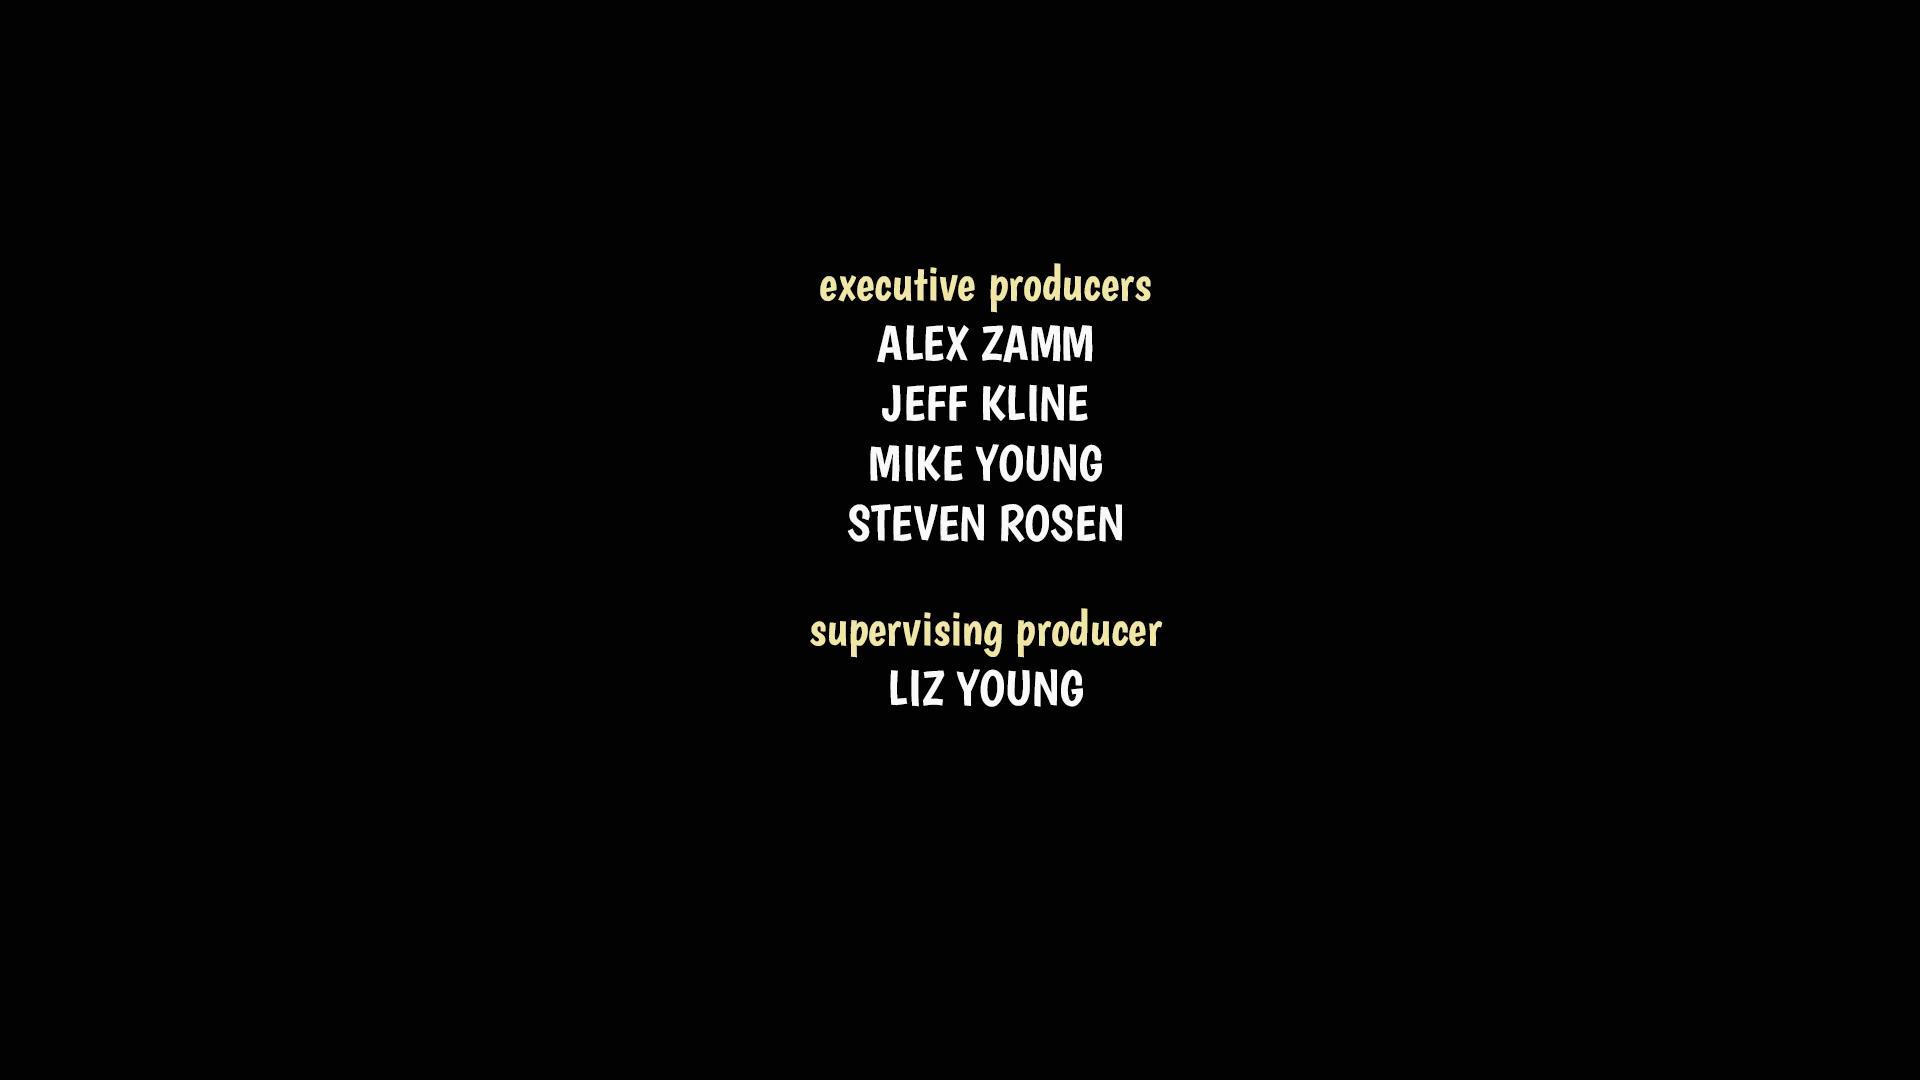 executive producers
ALEX ZAMM
JEFF KLINE
MIKE YOUNG
STEVEN ROSEN
supervising producer
LIZ YOUNG